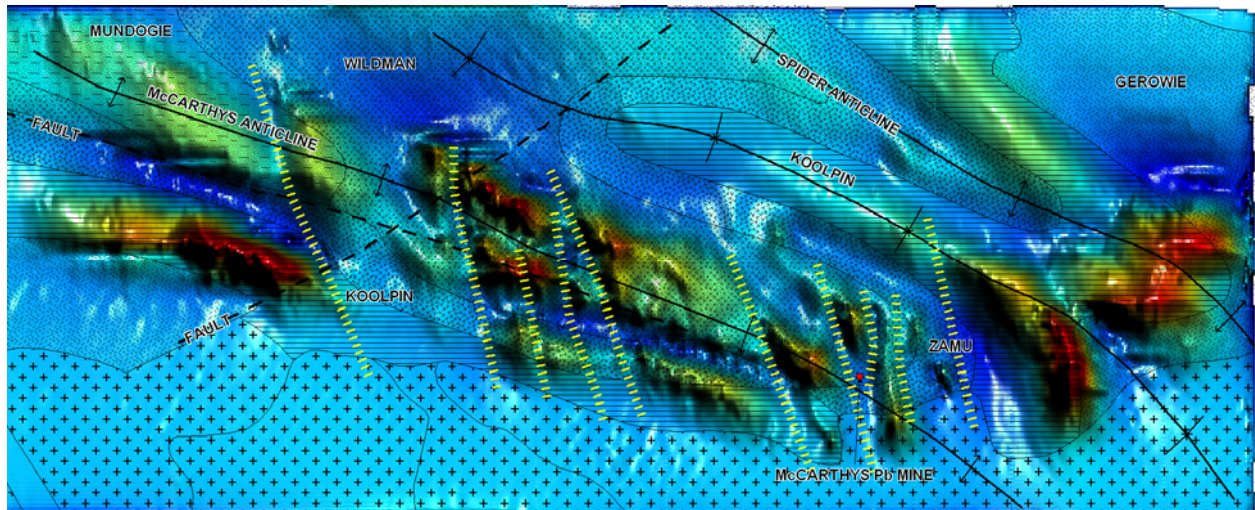 MUNDOGIE
WILDMAN
SPIDER ANTICLINE
GEROWIE
McCARTHYS ANTICLINE
FAULT
KOOLPIN
KOOLPIN
FAULT
ZAMU
McCARTHYS Pb MINE